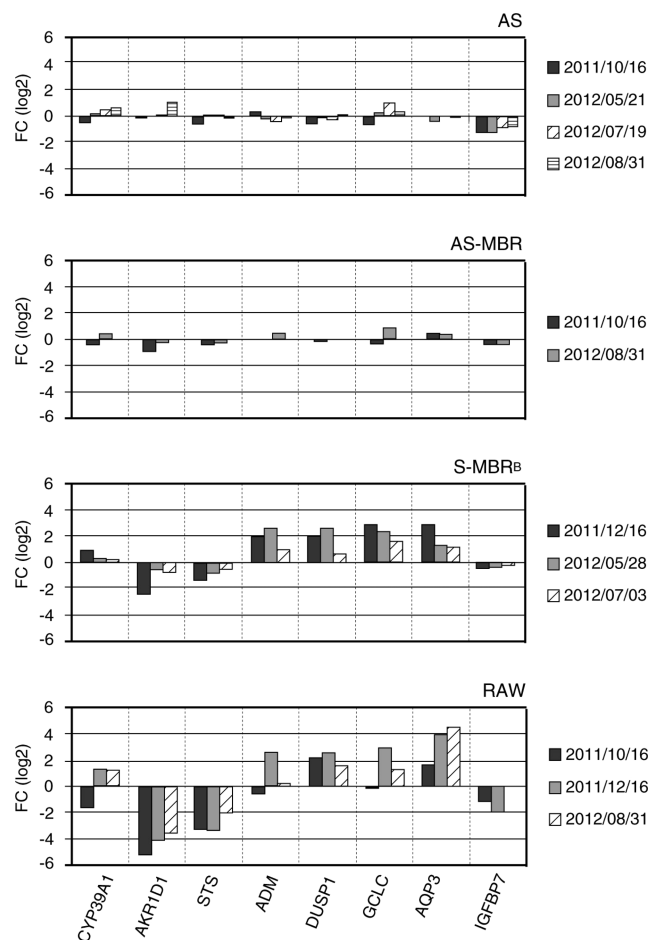 AS
FC (log2)
6
4
2
0
-2
-4
-6
2011/10/16
2012/05/21
2012/07/19
2012/08/31
AS-MBR
FC (log2)
6
4
2
0
-2
-4
-6
2011/10/16
2012/08/31
S-MBRB
FC (log2)
6
4
2
0
-2
-4
-6
2011/12/16
2012/05/28
2012/07/03
RAW
FC (log2)
6
4
2
0
-2
-4
-6
2011/10/16
2011/12/16
2012/08/31
CYP39A1
AKR1D1
STS
ADM
DUSP1
GCLC
AQP3
IGFBP7